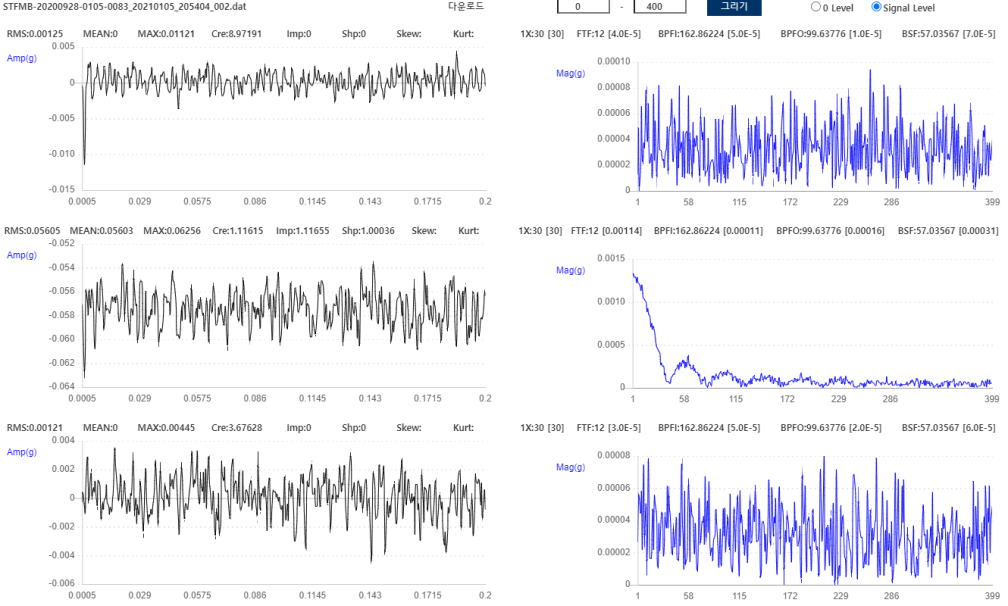 STFMB-20200928-0105-0083_20210105_205404_002.dat 다운로드 0 - 400 그리기 0 Level Signal Level
RMS:0.00125 MEAN:0 MAX:0.01121 Cre:8.97191 Imp:0 Shp:0 Skew: Kurt:
Amp(g)
0.005
0
-0.005
-0.010
-0.015
0.0005 0.029 0.0575 0.086 0.1145 0.143 0.1715 0.2
1X:30 [30] FTF:12 [4.0E-5] BPFI:162.86224 [5.0E-5] BPFO:99.63776 [1.0E-5] BSF:57.03567 [7.0E-5]
Mag(g)
0.00010
0.00008
0.00006
0.00004
0.00002
0
1 58 115 172 229 286 399
RMS:0.05605 MEAN:0.05603 MAX:0.06256 Cre:1.11615 Imp:1.11655 Shp:1.00036 Skew: Kurt:
Amp(g)
-0.052
-0.054
-0.056
-0.058
-0.060
-0.062
-0.064
0.0005 0.029 0.0575 0.086 0.1145 0.143 0.1715 0.2
1X:30 [30] FTF:12 [0.00114] BPFI:162.86224 [0.00011] BPFO:99.63776 [0.00016] BSF:57.03567 [0.00031]
Mag(g)
0.0015
0.0010
0.0005
0
1 58 115 172 229 286 399
RMS:0.00121 MEAN:0 MAX:0.00445 Cre:3.67628 Imp:0 Shp:0 Skew: Kurt:
Amp(g)
0.004
0.002
0
-0.002
-0.004
-0.006
0.0005 0.029 0.0575 0.086 0.1145 0.143 0.1715 0.2
1X:30 [30] FTF:12 [3.0E-5] BPFI:162.86224 [5.0E-5] BPFO:99.63776 [2.0E-5] BSF:57.03567 [6.0E-5]
Mag(g)
0.00008
0.00006
0.00004
0.00002
0
1 58 115 172 229 286 399